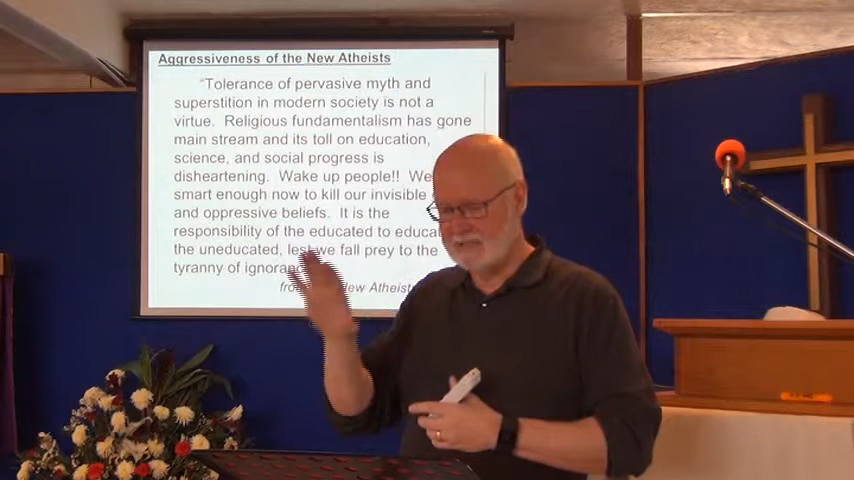 Aggressiveness of the New Atheists
"Tolerance of pervasive myth and
superstition in modern society is not a
virtue. Religious fundamentalism has gone
main stream and its toll on education,
science, and social progress is
disheartening. Wake up people!! We
smart enough now to kill our invisible
and oppressive beliefs. It is the
responsibility of the educated to
the uneducated, lest we fall prey to the
tyranny of
New Atheist